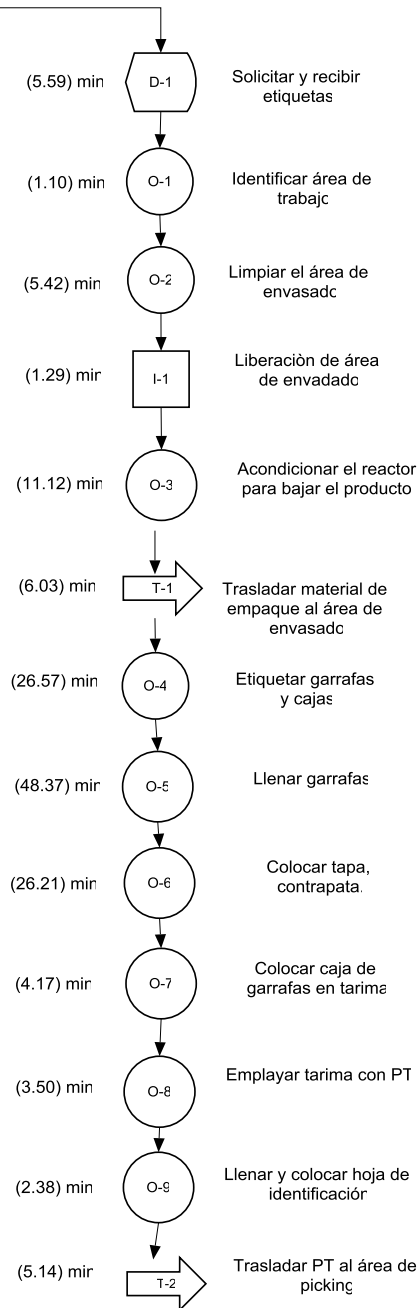 (5.59) min
D-1
Solicitar y recibir
etiquetas
(1.10) min
O-1
Identificar área de
trabajo
(5.42) min
O-2
Limpiar el área de
envasado
(1.29) min
I-1
Liberaciòn de área
de envadado
(11.12) min
O-3
Acondicionar el reactor
para bajar el producto
(6.03) min
T-1
Trasladar material de
empaque al área de
envasado
(26.57) min
O-4
Etiquetar garrafas
y cajas
(48.37) min
O-5
Llenar garrafas
(26.21) min
O-6
Colocar tapa,
contrapata.
(4.17) min
O-7
Colocar caja de
garrafas en tarima
(3.50) min
O-8
Emplayar tarima con PT
(2.38) min
O-9
Llenar y colocar hoja de
identificación
(5.14) min
T-2
Trasladar PT al área de
picking